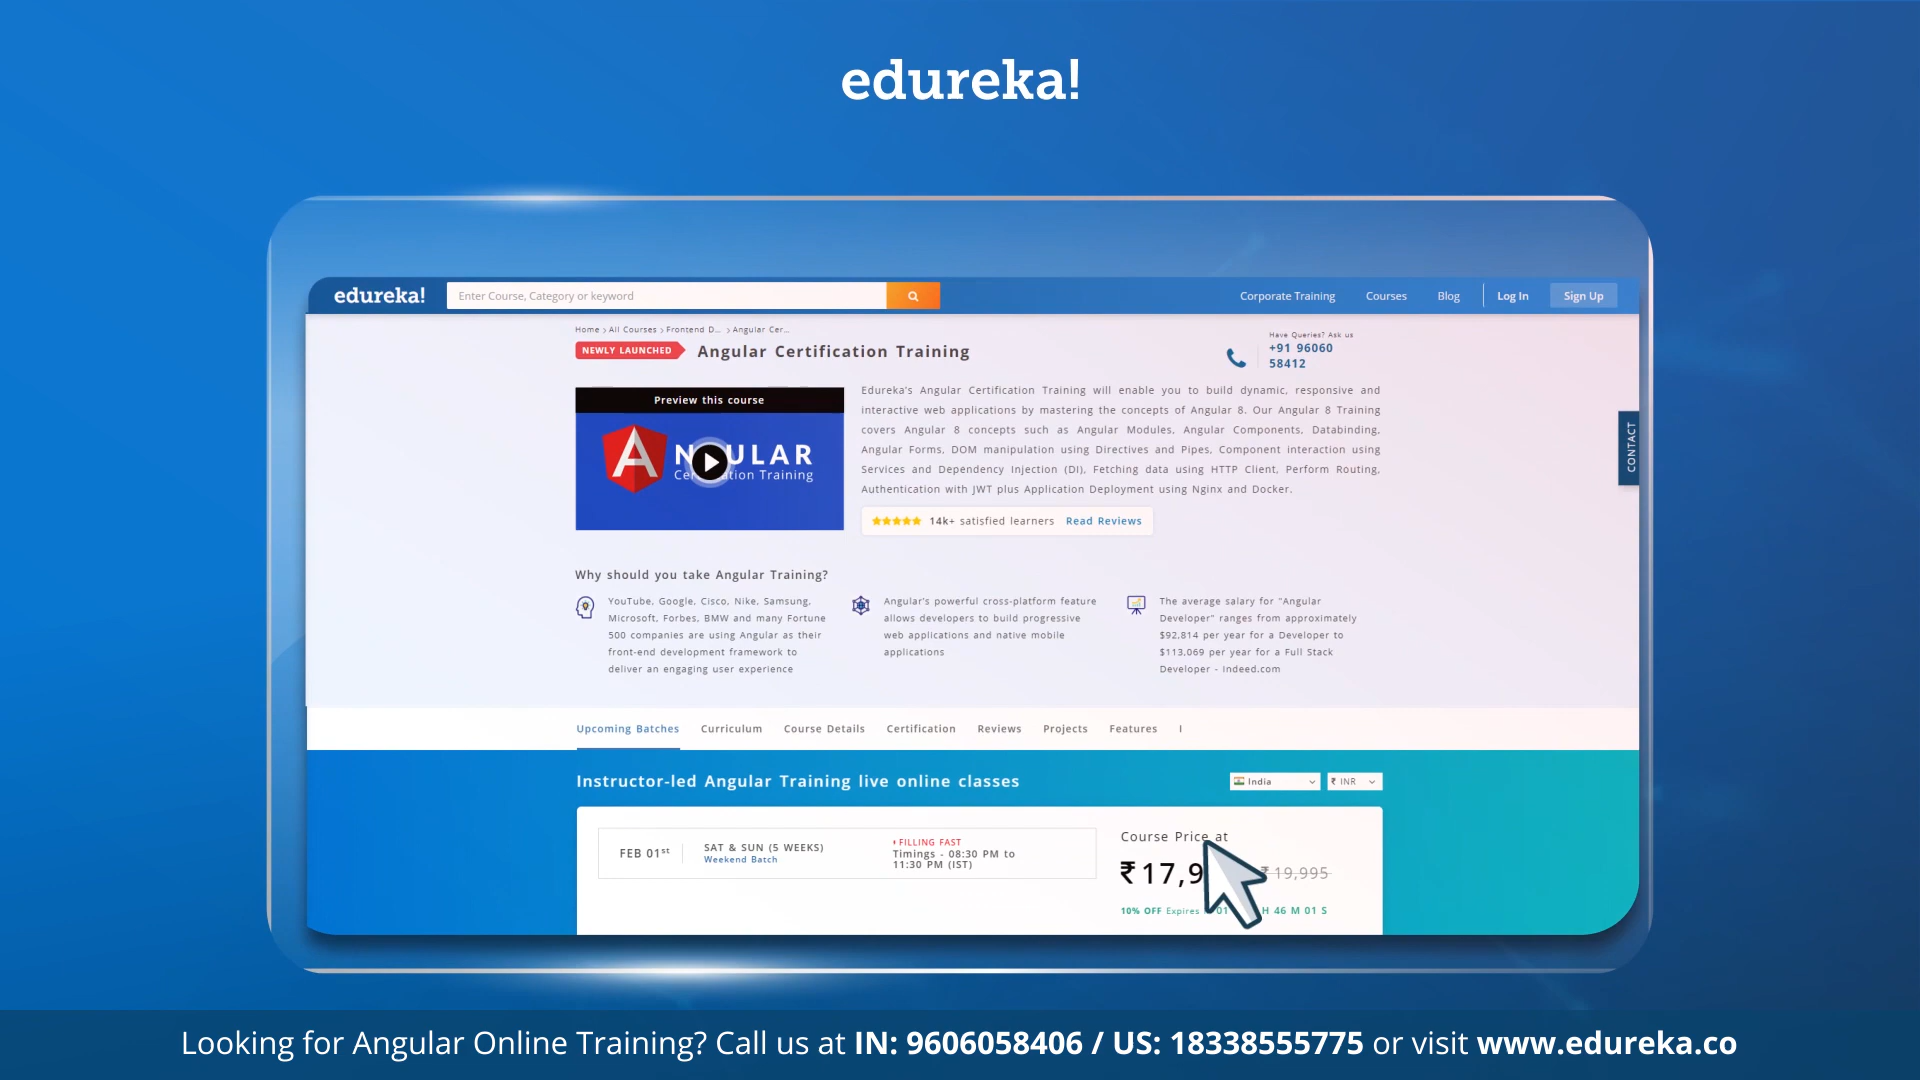 edureka!
edureka!
Enter Course, Category or keyword
Corporate Training
Courses
Blog
Log In
Sign Up
Home > All Courses > Frontend D... > Angular Cer...
NEWLY LAUNCHED
Angular Certification Training
Have Queries? Ask us
+91 96060
58412
Preview this course
Edureka's Angular Certification Training will enable you to build dynamic, responsive and
interactive web applications by mastering the concepts of Angular 8. Our Angular 8 Training
covers Angular 8 concepts such as Angular Modules, Angular Components, Databinding,
Angular Forms, DOM manipulation using Directives and Pipes, Component interaction using
Services and Dependency Injection (DI), Fetching data using HTTP Client, Perform Routing,
Authentication with JWT plus Application Deployment using Nginx and Docker.
Training
14k+ satisfied learners Read Reviews
CONTACT
Why should you take Angular Training?
YouTube, Google, Cisco, Nike, Samsung,
Microsoft, Forbes, BMW and many Fortune
500 companies are using Angular as their
front-end development framework to
deliver an engaging user experience
Angular's powerful cross-platform feature
allows developers to build progressive
web applications and native mobile
applications
The average salary for "Angular
Developer" ranges from approximately
$92,814 per year for a Developer to
$113,069 per year for a Full Stack
Developer - Indeed.com
Upcoming Batches
Curriculum
Course Details
Certification
Reviews
Projects
Features
Instructor-led Angular Training live online classes
India
₹ INR
FEB 01st
SAT & SUN (5 WEEKS)
Weekend Batch
FILLING FAST
Timings - 08:30 PM to
11:30 PM (IST)
Course Price at
₹17,9
₹ 19,995
10% OFF Expires 01 H 46 M 01 S
Looking for Angular Online Training? Call us at IN: 9606058406 / US: 18338555775 or visit www.edureka.co